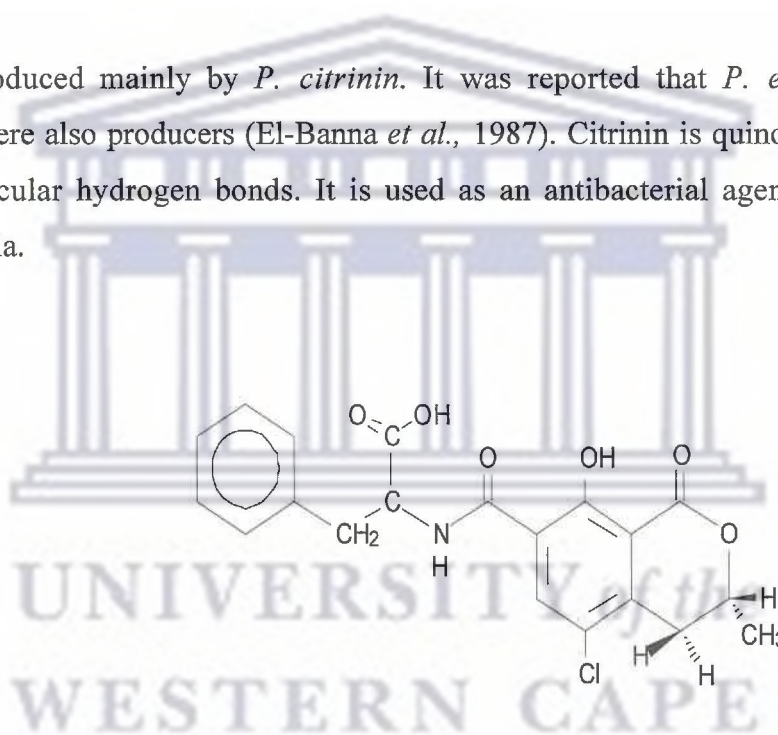 oduced mainly by P. citrinin. It was reported that P. e
ere also producers (El-Banna et al., 1987). Citrinin is quino
cular hydrogen bonds. It is used as an antibacterial agen
ia.
O C OH
O OH O
C O
CH2 N H
H CH3
Cl H H
UNIVERSITY of the
WESTERN CAPE